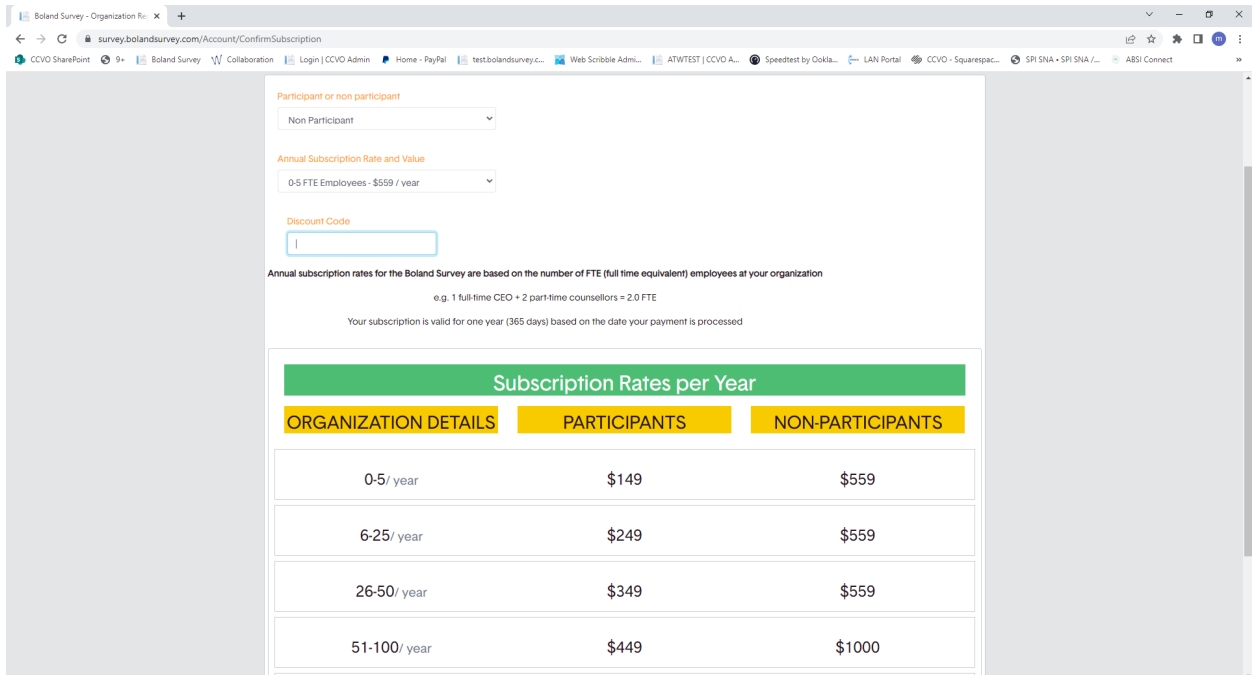 Boland Survey - Organization Re
survey.bolandsurvey.com/Account/ConfirmSubscription
m
CCVO SharePoint 9+ Boland Survey Collaboration Login | CCVO Admin Home - PayPal test.bolandsurvey.c... Web Scribble Admi... ATWTEST | CCVO A... Speedtest by Ookla... LAN Portal CCVO - Squarespac... SPI SNA • SPI SNA /... ABSI Connect »
Participant or non participant
Non Participant
Annual Subscription Rate and Value
0-5 FTE Employees - $559 / year
Discount Code
Annual subscription rates for the Boland Survey are based on the number of FTE (full time equivalent) employees at your organization
e.g. 1 full-time CEO + 2 part-time counsellors = 2.0 FTE
Your subscription is valid for one year (365 days) based on the date your payment is processed
Subscription Rates per Year
ORGANIZATION DETAILS PARTICIPANTS NON-PARTICIPANTS
0-5/ year $149 $559
6-25/ year $249 $559
26-50/ year $349 $559
51-100/ year $449 $1000